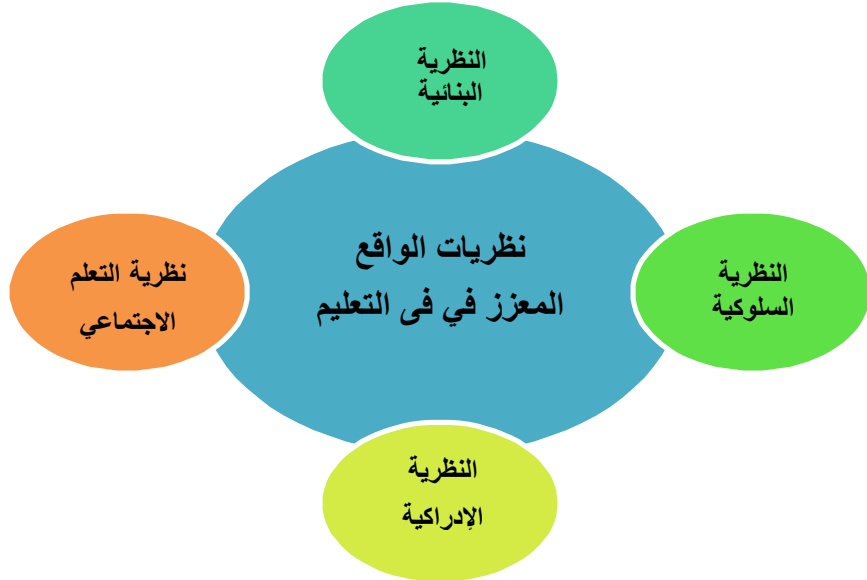 النظرية
البنائية
نظريات الواقع
المعزز في فى التعليم
النظرية
السلوكية
نظرية التعلم
الاجتماعي
النظرية
الإدراكية